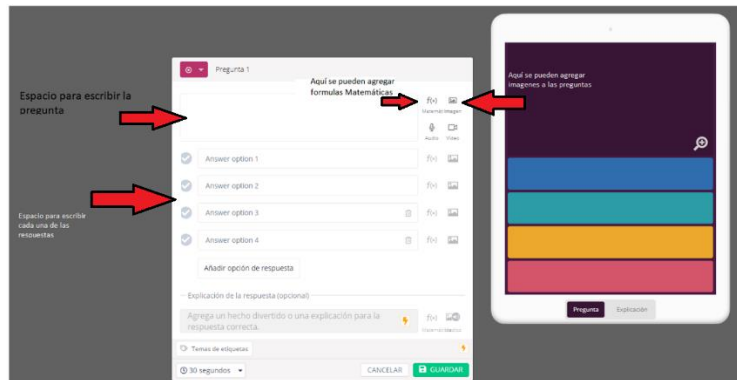 Pregunta 1
Aquí se pueden agregar
formulas Matemáticas
Espacio para escribir la
pregunta
f(x)
Imagen
Audio
Video
Answer option 1
f(x)
Answer option 2
f(x)
Answer option 3
f(x)
Answer option 4
f(x)
Espacio para escribir
cada una de las
respuestas
Añadir opción de respuesta
Explicación de la respuesta (opcional)
Agrega un hecho divertido o una explicación para la
respuesta correcta.
f(x)
Temas de etiquetas
30 segundos
CANCELAR
GUARDAR
Aquí se pueden agregar
imagenes a las preguntas
Pregunta
Explicación